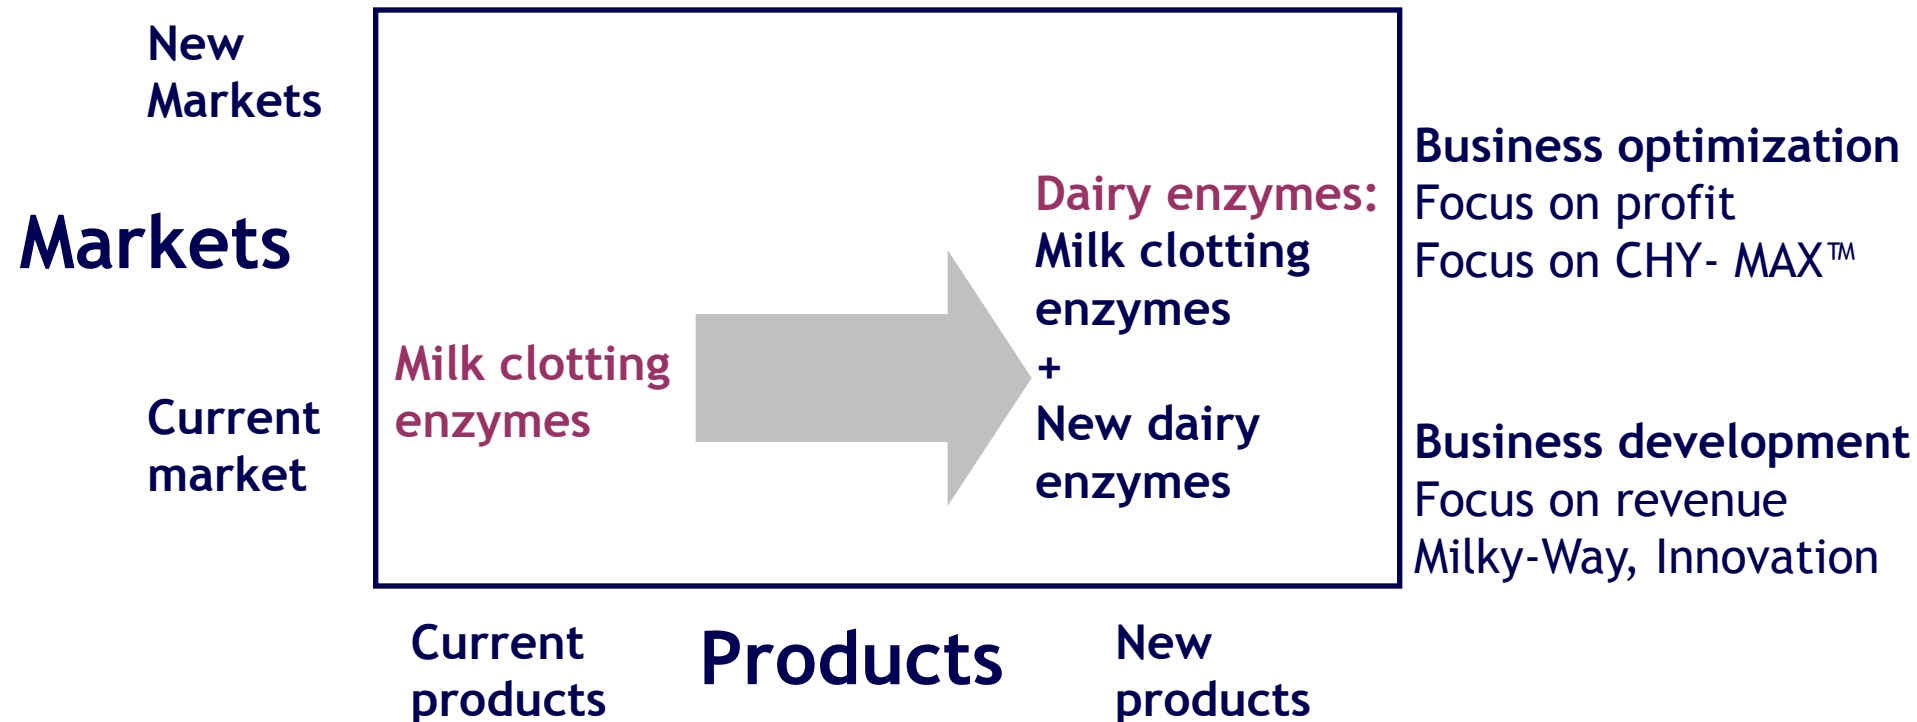 New
Markets
Markets
Current
market
Milk clotting
enzymes
Dairy enzymes:
Milk clotting
enzymes
+
New dairy
enzymes
Business optimization
Focus on profit
Focus on CHY- MAX™
Business development
Focus on revenue
Milky-Way, Innovation
Current
products
Products
New
products